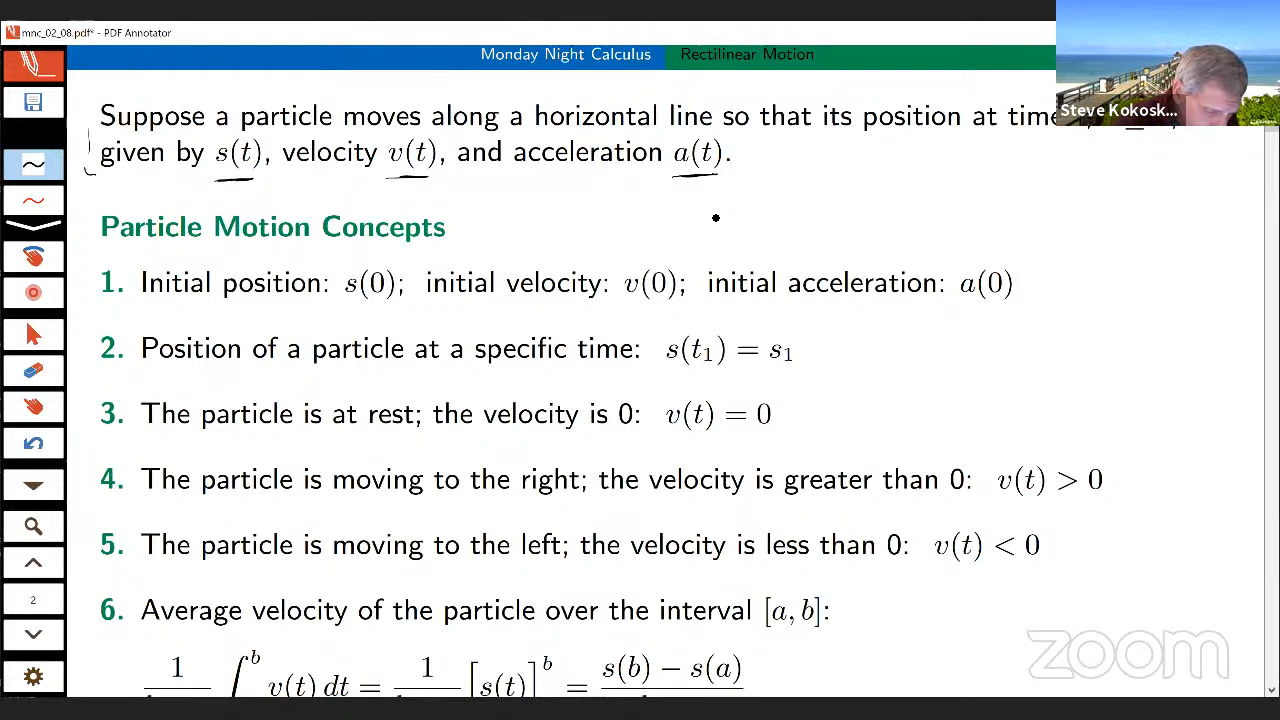 mnc_02_08.pdf* - PDF Annotator
Monday Night Calculus Rectilinear Motion
Steve Kokosk...
Suppose a particle moves along a horizontal line so that its position at time
given by s(t), velocity v(t), and acceleration a(t).
Particle Motion Concepts
1. Initial position: s(0); initial velocity: v(0); initial acceleration: a(0)
2. Position of a particle at a specific time: s(t₁) = s₁
3. The particle is at rest; the velocity is 0: v(t) = 0
4. The particle is moving to the right; the velocity is greater than 0: v(t) > 0
5. The particle is moving to the left; the velocity is less than 0: v(t) < 0
6. Average velocity of the particle over the interval [a, b]:
1 ∫ᵇ v(t) dt = 1 [s(t)]ᵇ = s(b) − s(a)
2
zoom